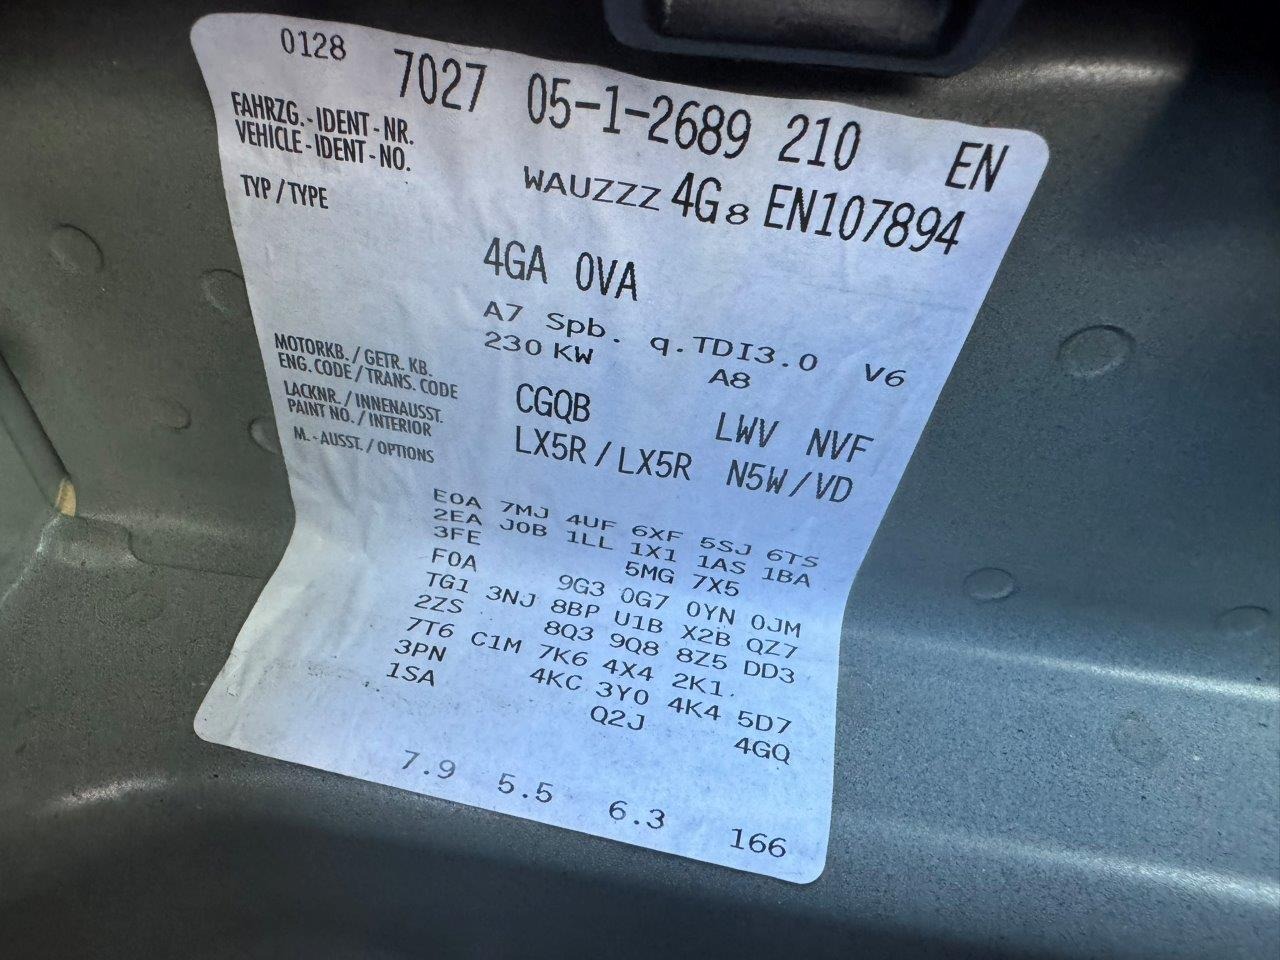 0128 7027 05-1-2689 210 EN
FAHRZG.-IDENT-NR.
VEHICLE-IDENT-NO.
WAUZZZ 4G8 EN107894
TYP/TYPE
4GA 0VA
A7 Spb. q.TDI3.0 V6
230 KW A8
MOTORKB./GETR. KB.
ENG. CODE/TRANS. CODE
CGQB LWV NVF
LACKNR./INNENAUSST.
PAINT NO./INTERIOR
LX5R/LX5R N5W/VD
M.-AUSST./OPTIONS
E0A 7MJ 4UF 6XF 5SJ 6TS
2EA J0B 1LL 1X1 1AS 1BA
3FE 5MG 7X5
F0A 9G3 0G7 0YN 0JM
TG1 3NJ 8BP U1B X2B QZ7
2ZS 8Q3 9Q8 8Z5 DD3
7T6 C1M 7K6 4X4 2K1
3PN 4KC 3Y0 4K4 5D7
1SA Q2J 4GQ
7.9 5.5 6.3 166